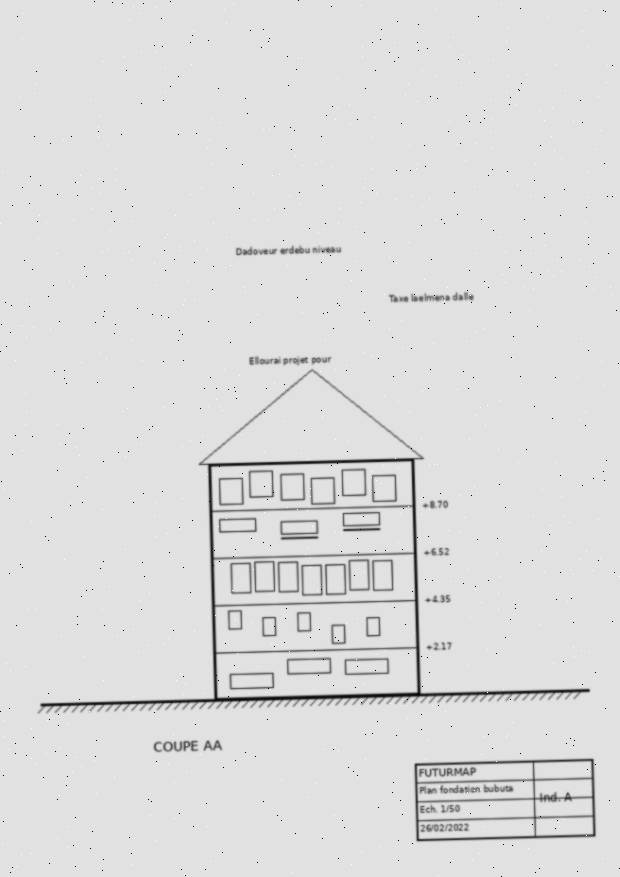 Dadoveur erdebu niveau
Taxe laelmena dalle
Ellourai projet pour
+8.70
+6.52
+4.35
+2.17
COUPE AA
FUTURMAP
Plan fondation bubuta
Ind. A
Ech. 1/50
26/02/2022